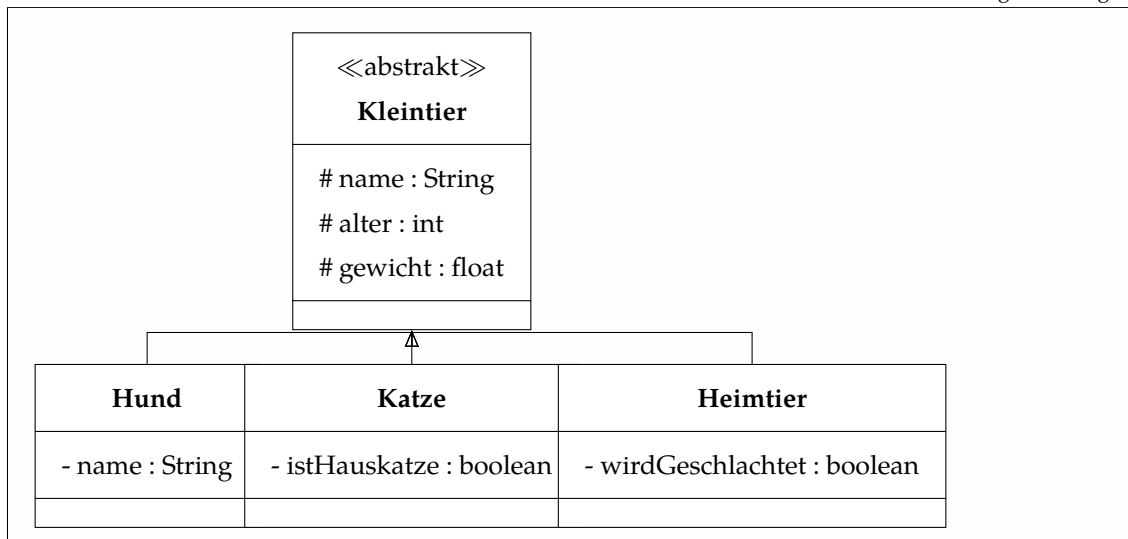 ≪abstrakt≫
Kleintier
# name : String
# alter : int
# gewicht : float
Hund
Katze
Heimtier
- name : String
- istHauskatze : boolean
- wirdGeschlachtet : boolean